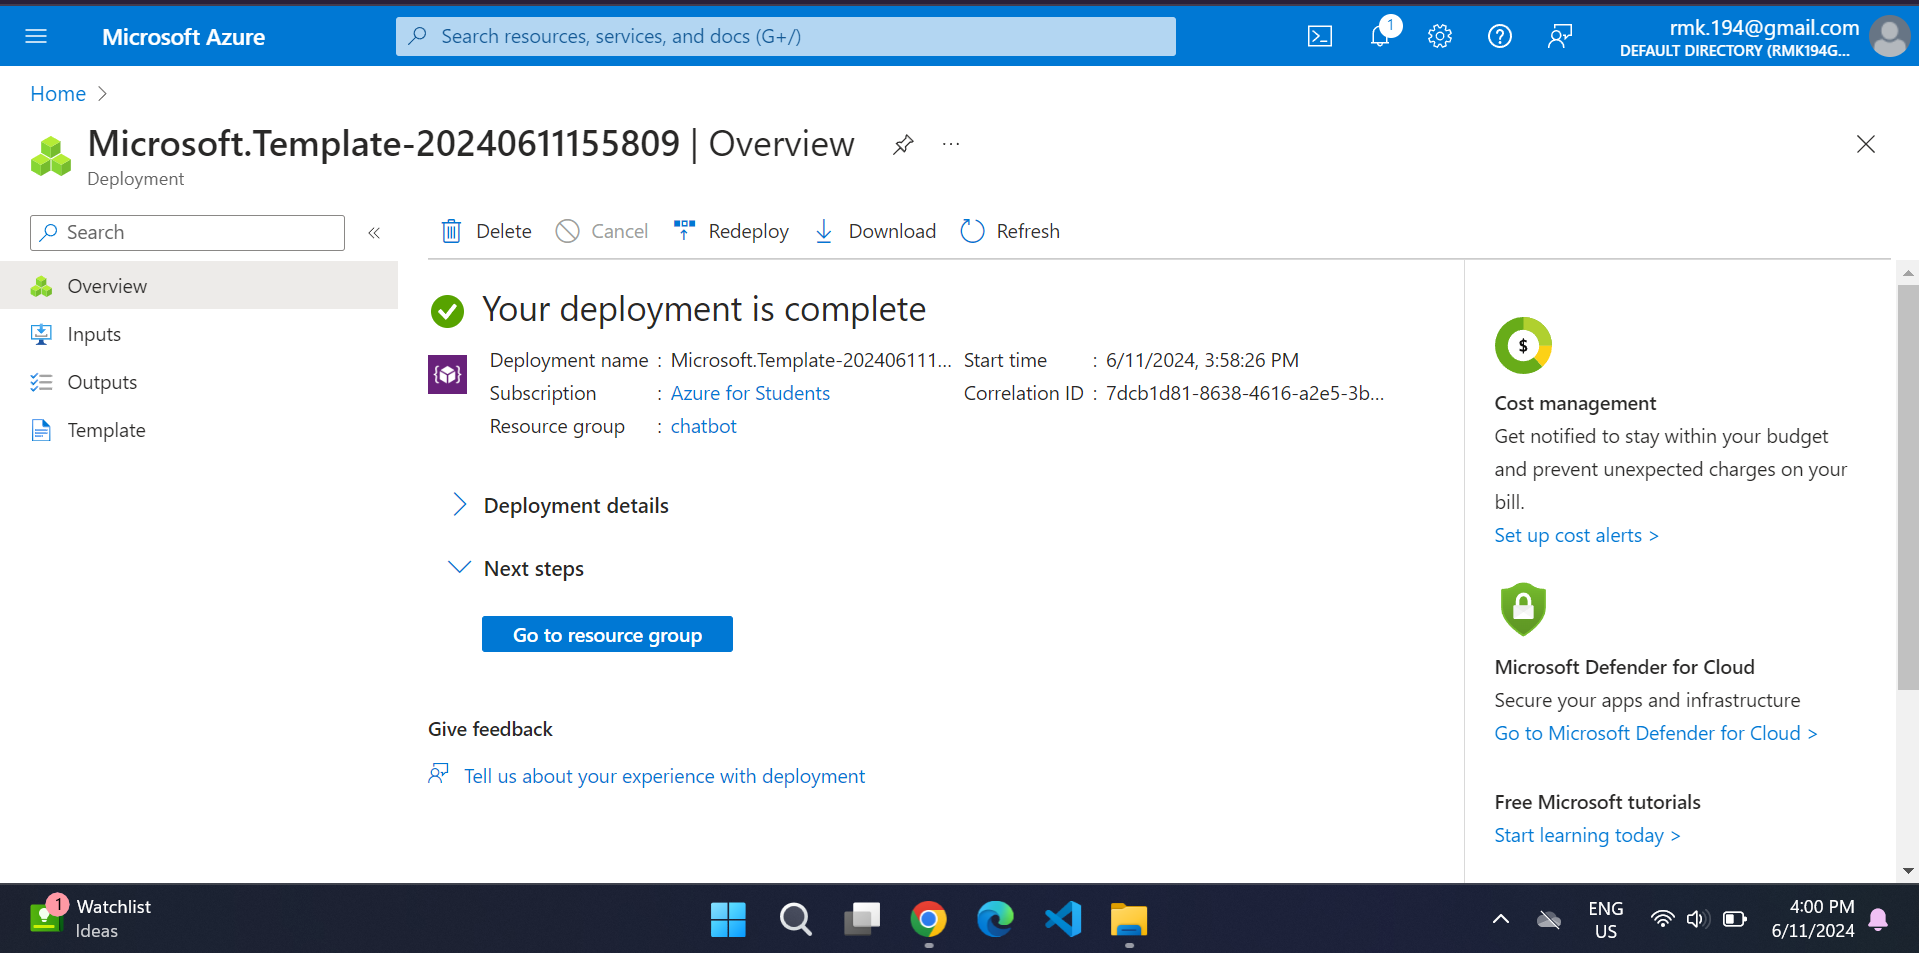 Microsoft Azure
Search resources, services, and docs (G+/)
1
rmk.194@gmail.com
DEFAULT DIRECTORY (RMK194G...
Home
Microsoft.Template-20240611155809 | Overview
...
Deployment
Search
«
Overview
Inputs
Outputs
Template
Delete
Cancel
Redeploy
Download
Refresh
Your deployment is complete
Deployment name : Microsoft.Template-202406111...
Subscription : Azure for Students
Resource group : chatbot
Start time : 6/11/2024, 3:58:26 PM
Correlation ID : 7dcb1d81-8638-4616-a2e5-3b...
Deployment details
Next steps
Go to resource group
Give feedback
Tell us about your experience with deployment
$
Cost management
Get notified to stay within your budget
and prevent unexpected charges on your
bill.
Set up cost alerts >
Microsoft Defender for Cloud
Secure your apps and infrastructure
Go to Microsoft Defender for Cloud >
Free Microsoft tutorials
Start learning today >
1
Watchlist
Ideas
ENG
US
4:00 PM
6/11/2024